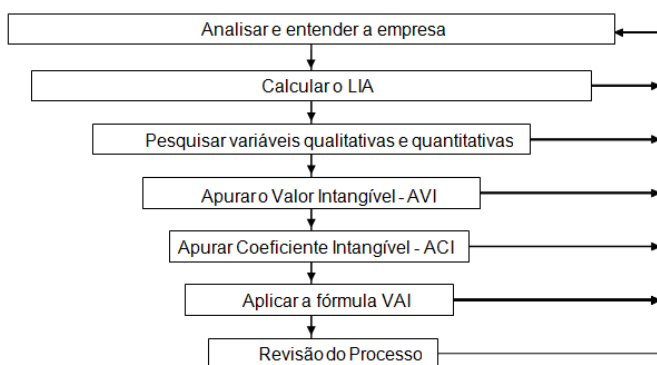 Analisar e entender a empresa
Calcular o LIA
Pesquisar variáveis qualitativas e quantitativas
Apurar o Valor Intangível - AVI
Apurar Coeficiente Intangível - ACI
Aplicar a fórmula VAI
Revisão do Processo